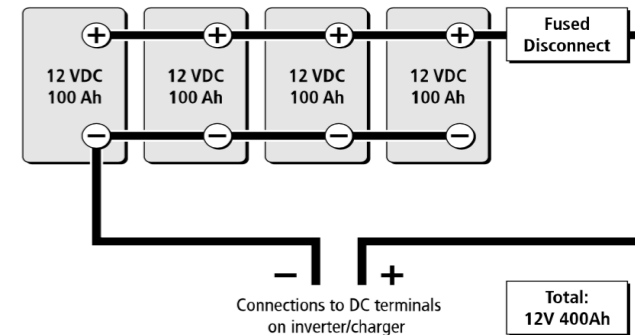 + + + +
Fused
Disconnect
12 VDC 12 VDC 12 VDC 12 VDC
100 Ah 100 Ah 100 Ah 100 Ah
− − − −
− +
Connections to DC terminals
on inverter/charger
Total:
12V 400Ah